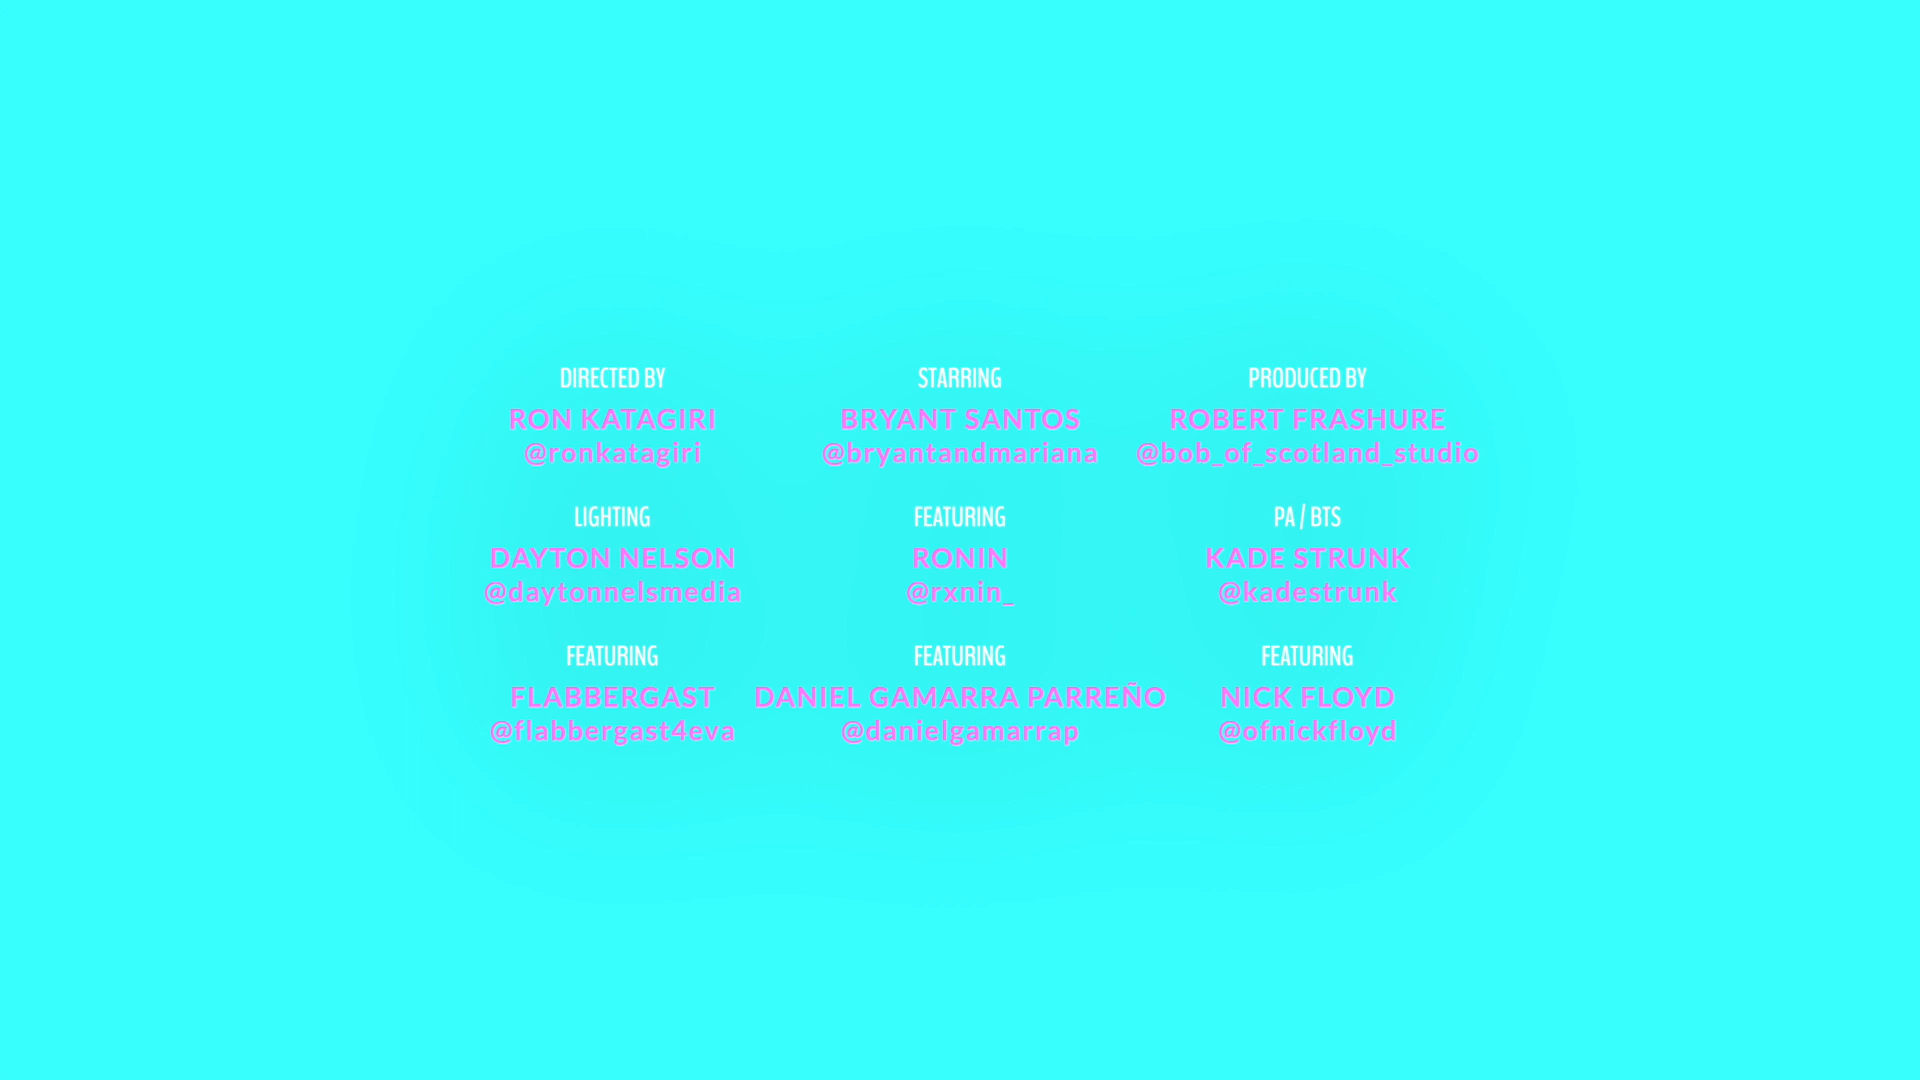 DIRECTED BY
RON KATAGIRI
@ronkatagiri
STARRING
BRYANT SANTOS
@bryantandmariana
PRODUCED BY
ROBERT FRASHURE
@bob_of_scotland_studio
LIGHTING
DAYTON NELSON
@daytonnelsmedia
FEATURING
RONIN
@rxnin_
PA / BTS
KADE STRUNK
@kadestrunk
FEATURING
FLABBERGAST
@flabbergast4eva
FEATURING
DANIEL GAMARRA PARREÑO
@danielgamarrap
FEATURING
NICK FLOYD
@ofnickfloyd